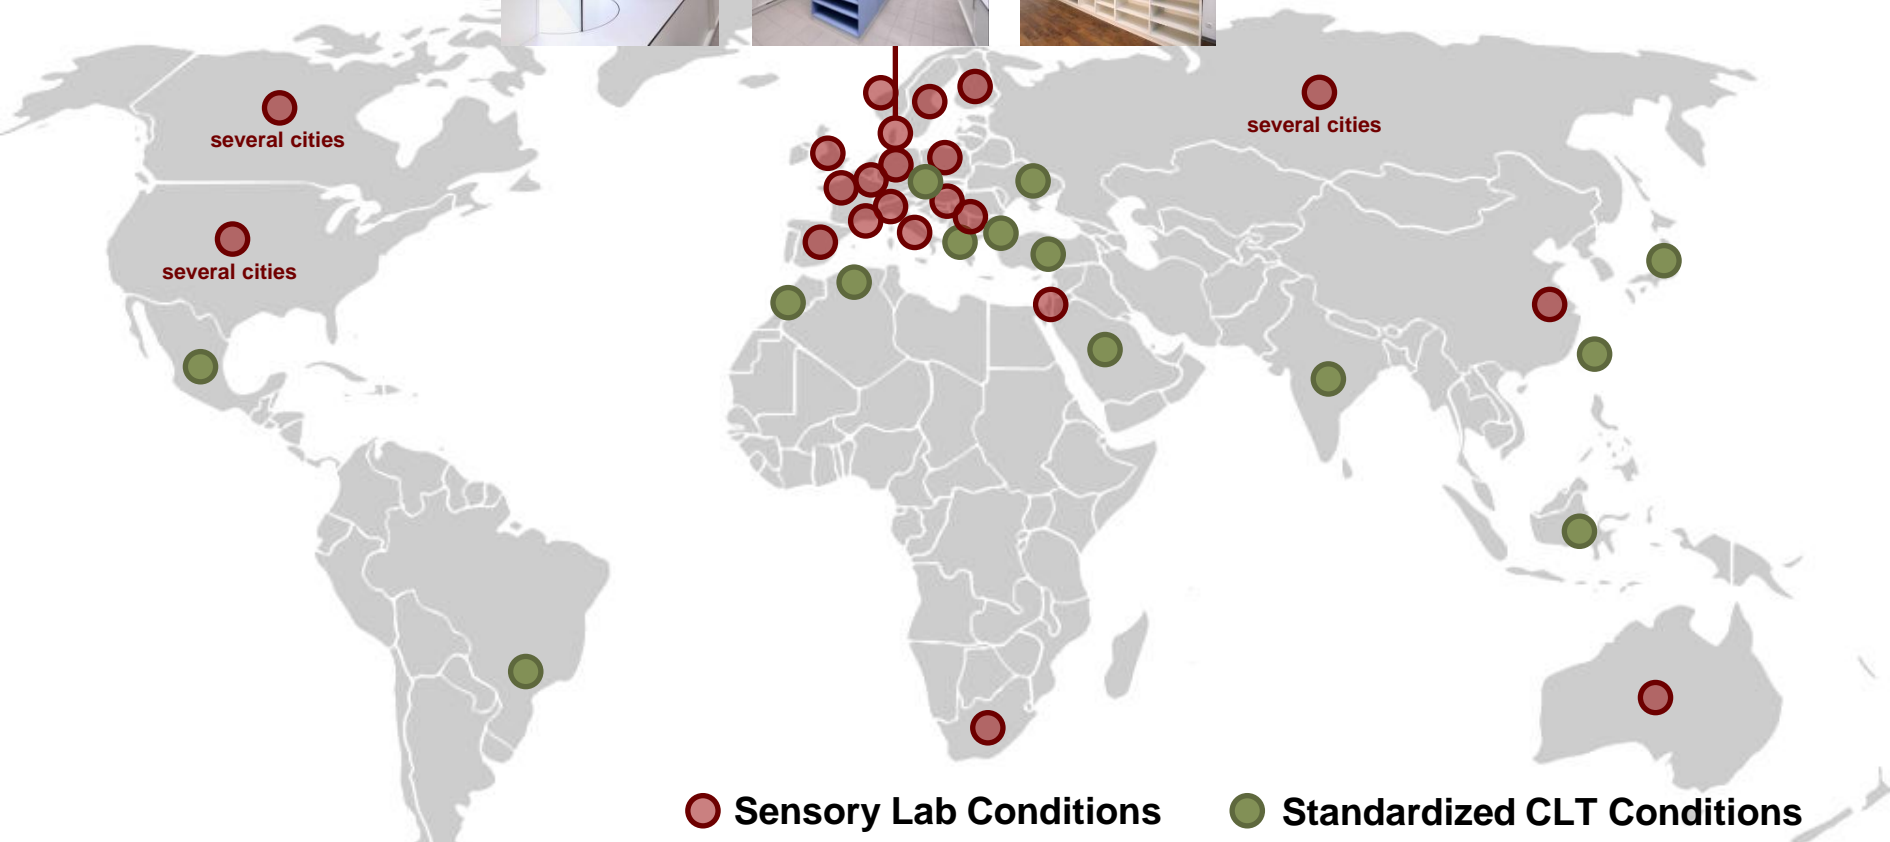 several cities
several cities
several cities
Sensory Lab Conditions
Standardized CLT Conditions